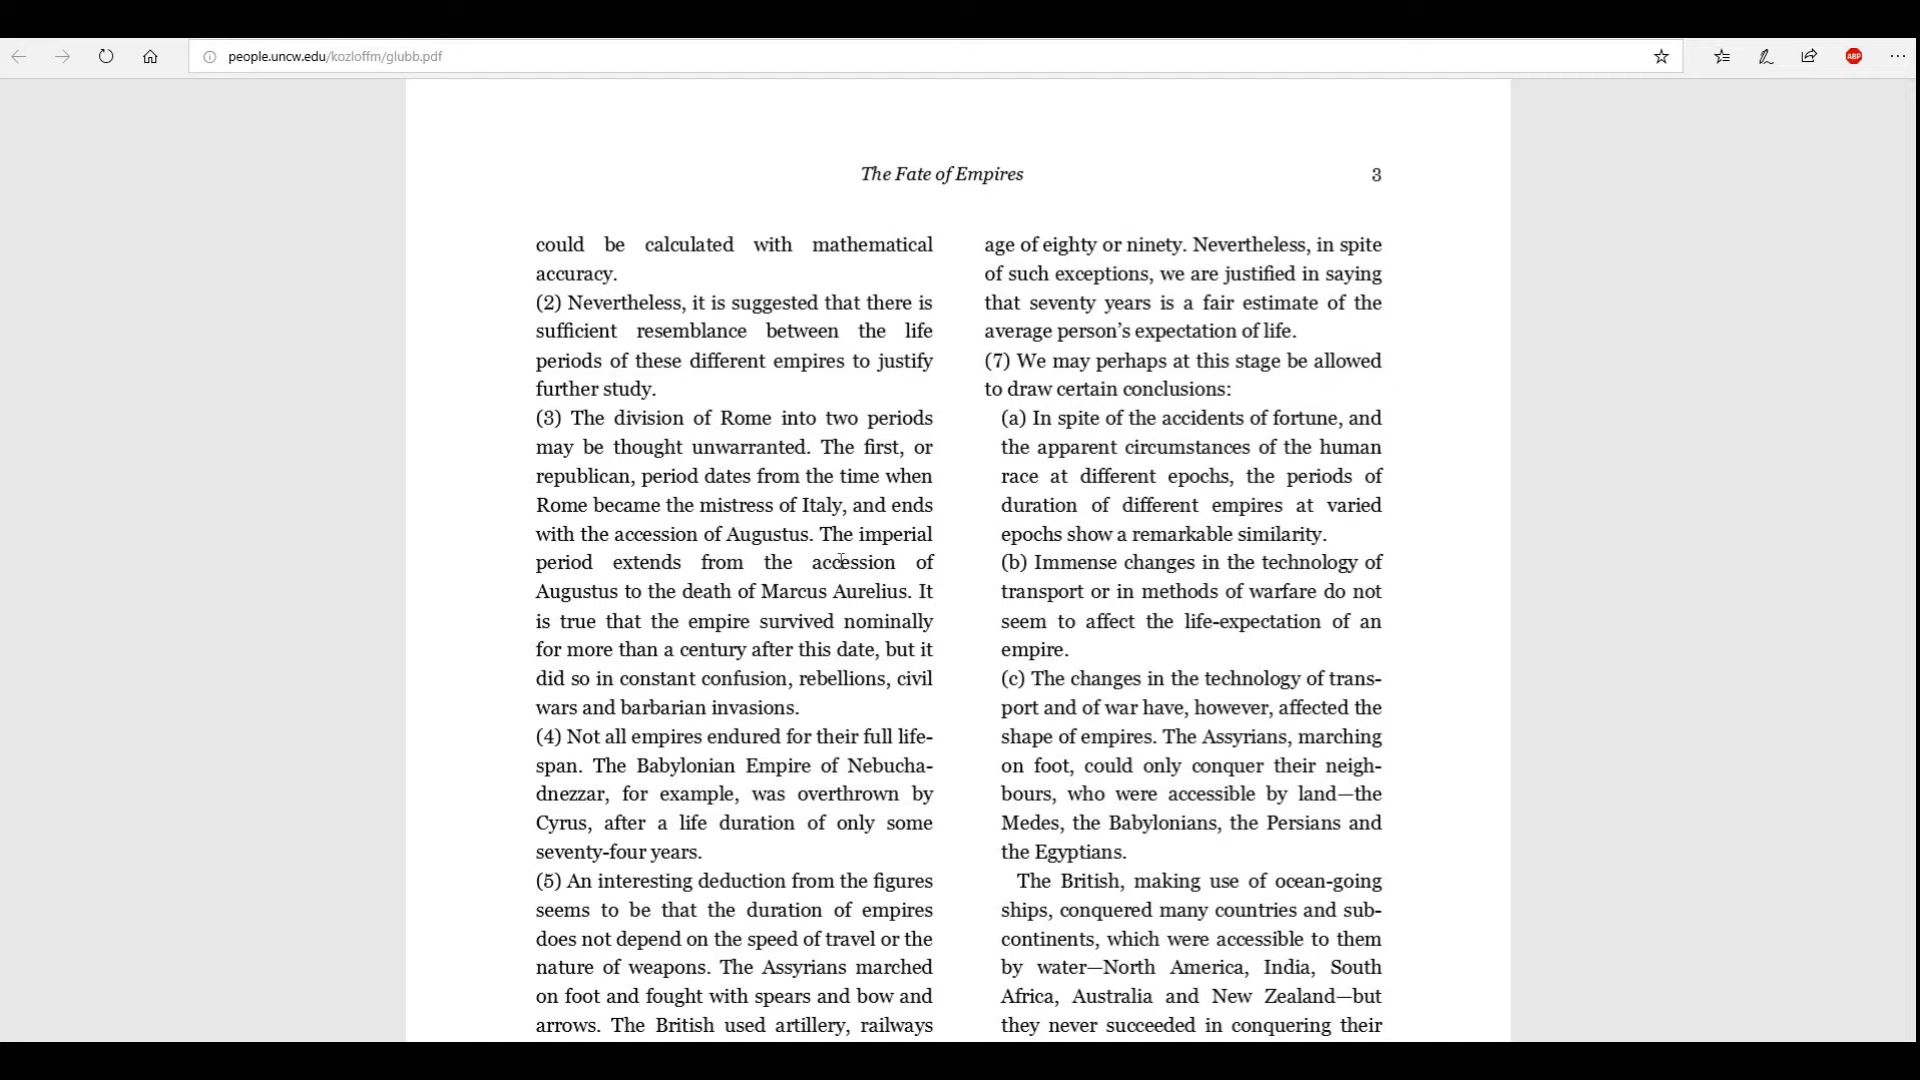 people.uncw.edu/kozloffm/glubb.pdf
ABP
The Fate of Empires
3
could be calculated with mathematical
accuracy.
(2) Nevertheless, it is suggested that there is
sufficient resemblance between the life
periods of these different empires to justify
further study.
(3) The division of Rome into two periods
may be thought unwarranted. The first, or
republican, period dates from the time when
Rome became the mistress of Italy, and ends
with the accession of Augustus. The imperial
period extends from the accession of
Augustus to the death of Marcus Aurelius. It
is true that the empire survived nominally
for more than a century after this date, but it
did so in constant confusion, rebellions, civil
wars and barbarian invasions.
(4) Not all empires endured for their full life-
span. The Babylonian Empire of Nebucha-
dnezzar, for example, was overthrown by
Cyrus, after a life duration of only some
seventy-four years.
(5) An interesting deduction from the figures
seems to be that the duration of empires
does not depend on the speed of travel or the
nature of weapons. The Assyrians marched
on foot and fought with spears and bow and
arrows. The British used artillery, railways
age of eighty or ninety. Nevertheless, in spite
of such exceptions, we are justified in saying
that seventy years is a fair estimate of the
average person’s expectation of life.
(7) We may perhaps at this stage be allowed
to draw certain conclusions:
(a) In spite of the accidents of fortune, and
the apparent circumstances of the human
race at different epochs, the periods of
duration of different empires at varied
epochs show a remarkable similarity.
(b) Immense changes in the technology of
transport or in methods of warfare do not
seem to affect the life-expectation of an
empire.
(c) The changes in the technology of trans-
port and of war have, however, affected the
shape of empires. The Assyrians, marching
on foot, could only conquer their neigh-
bours, who were accessible by land—the
Medes, the Babylonians, the Persians and
the Egyptians.
The British, making use of ocean-going
ships, conquered many countries and sub-
continents, which were accessible to them
by water—North America, India, South
Africa, Australia and New Zealand—but
they never succeeded in conquering their